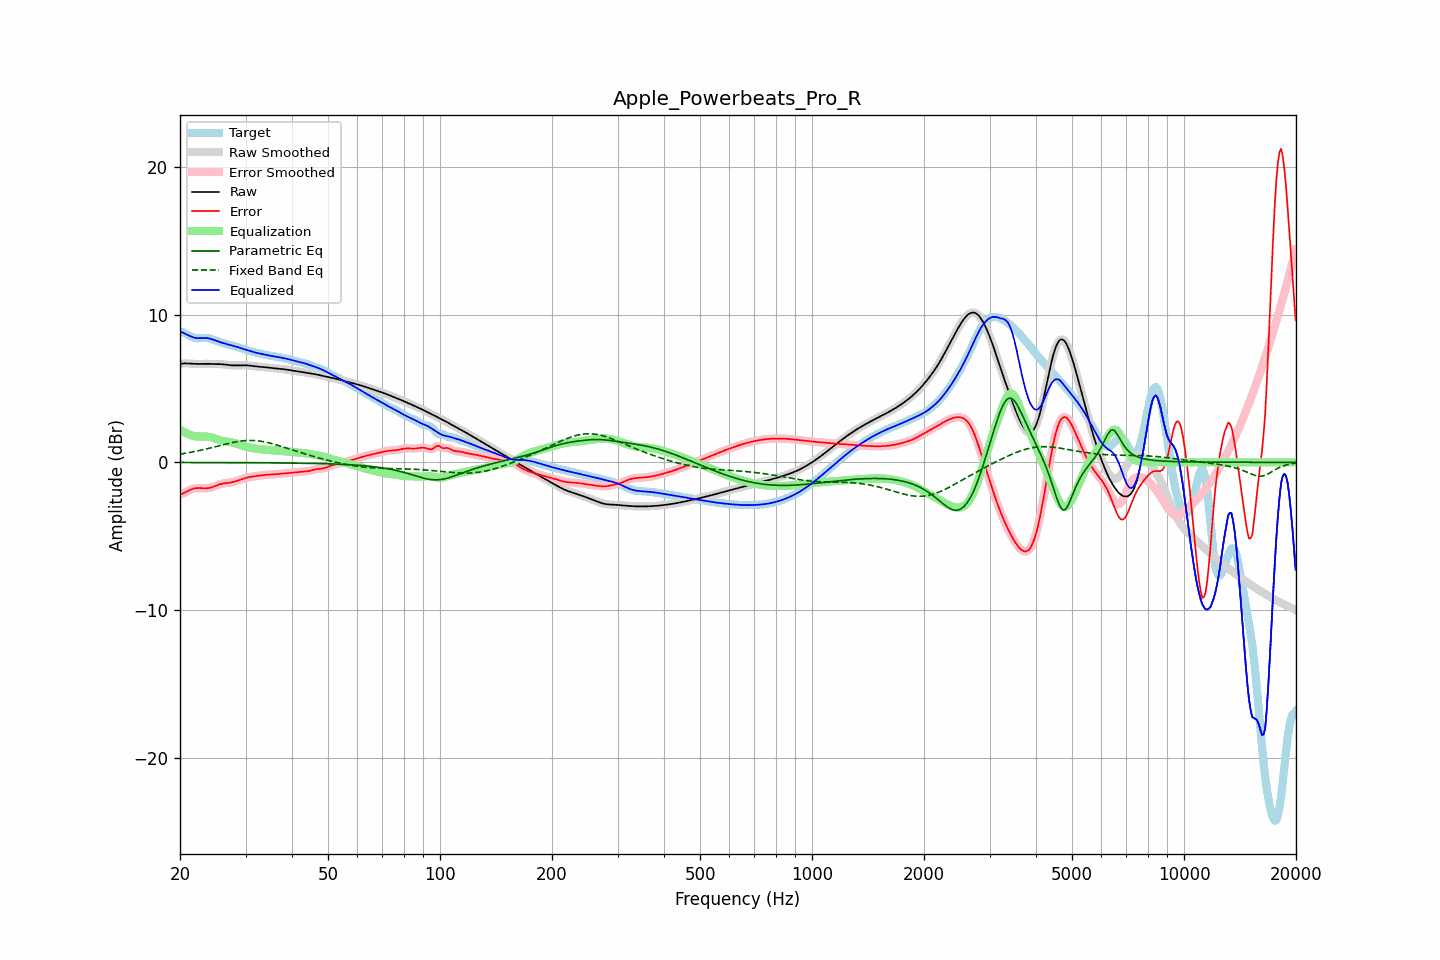 Apple_Powerbeats_Pro_R
Target
Raw Smoothed
Error Smoothed
Raw
Error
Equalization
Parametric Eq
Fixed Band Eq
Equalized
20
10
0
−10
−20
Amplitude (dBr)
20 50 100 200 500 1000 2000 5000 10000 20000
Frequency (Hz)